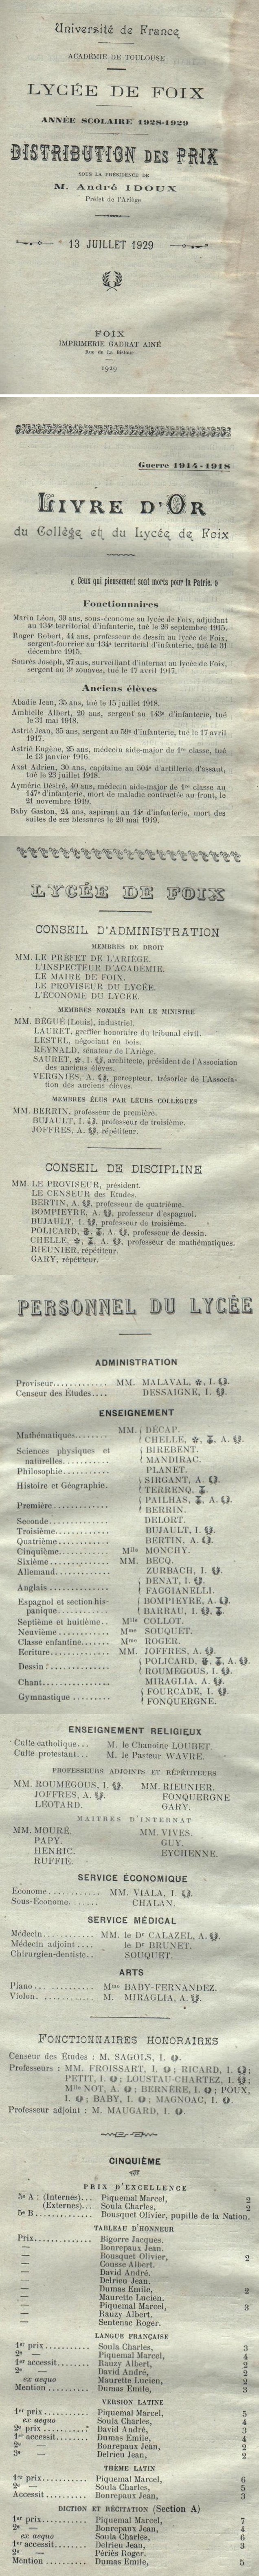 Université de France
ACADÉMIE DE TOULOUSE
LYCÉE DE FOIX
ANNÉE SCOLAIRE 1928-1929
DISTRIBUTION DES PRIX
SOUS LA PRÉSIDENCE DE
M. André IDOUX
Préfet de l'Ariège
13 JUILLET 1929
FOIX
IMPRIMERIE GADRAT AINÉ
Rue de La Bistour
1929
Guerre 1914-1918
LIVRE D'OR
du Collège et du Lycée de Foix
« Ceux qui pieusement sont morts pour la Patrie. »
Fonctionnaires
Marin Léon, 39 ans, sous-économe au lycée de Foix, adjudant
au 134e territorial d'infanterie, tué le 26 septembre 1915.
Roger Robert, 44 ans, professeur de dessin au lycée de Foix,
sergent-fourrier au 134e territorial d'infanterie, tué le 31
décembre 1915.
Sourès Joseph, 27 ans, surveillant d'internat au lycée de Foix,
sergent au 3e zouaves, tué le 17 avril 1917.
Anciens élèves
Abadie Jean, 35 ans, tué le 15 juillet 1918.
Ambielle Albert, 20 ans, sergent au 143e d'infanterie, tué
le 31 mai 1918.
Astrié Jean, 35 ans, sergent au 59e d'infanterie, tué le 17 avril
1917.
Astrié Eugène, 25 ans, médecin aide-major de 1re classe, tué
le 13 janvier 1916.
Axat Adrien, 30 ans, capitaine au 504e d'artillerie d'assaut,
tué le 23 juillet 1918.
Aymeric Désiré, 40 ans, médecin aide-major de 1re classe au
147e d'infanterie, mort de maladie contractée au front, le
21 novembre 1919.
Baby Gaston, 24 ans, aspirant au 14e d'infanterie, mort des
suites de ses blessures le 20 mai 1919.
LYCÉE DE FOIX
CONSEIL D'ADMINISTRATION
MEMBRES DE DROIT
MM. LE PRÉFET DE L'ARIÈGE.
L'INSPECTEUR D'ACADÉMIE.
LE MAIRE DE FOIX.
LE PROVISEUR DU LYCÉE.
L'ÉCONOME DU LYCÉE.
MEMBRES NOMMÉS PAR LE MINISTRE
MM. BÉGUÉ (Louis), industriel.
LAURET, greffier honoraire du tribunal civil.
LESTEL, négociant en bois.
REYNALD, sénateur de l'Ariège.
SAURET, I., architecte, président de l'Association
des anciens élèves.
VERGNIES, A., percepteur, trésorier de l'Associa-
tion des anciens élèves.
MEMBRES ÉLUS PAR LEURS COLLÈGUES
MM. BERRIN, professeur de première.
BUJAULT, I., professeur de troisième.
JOFFRES, A., répétiteur.
CONSEIL DE DISCIPLINE
MM. LE PROVISEUR, président.
LE CENSEUR des Etudes.
BERTIN, A., professeur de quatrième.
BOMPIEYRE, A., professeur d'espagnol.
BUJAULT, I., professeur de troisième.
POLICARD, A., professeur de dessin.
CHELLE, A., professeur de mathématiques.
RIEUNIER, répétiteur.
GARY, répétiteur.
PERSONNEL DU LYCÉE
ADMINISTRATION
Proviseur............ MM. MALAVAL, I.
Censeur des Études.... DESSAIGNE, I.
ENSEIGNEMENT
Mathématiques........ MM. DÉCAP.
CHELLE, A.
Sciences physiques et naturelles........... BIREBENT.
MANDIRAC.
Philosophie........... PLANET.
Histoire et Géographie. SIRGANT, A.
TERRENQ,
Première............. PAILHAS, A.
BERRIN.
Seconde............. DELORT.
Troisième............ BUJAULT, I.
Quatrième........... BERTIN, A.
Cinquième........... Mlle MONCHY.
Sixième............. MM. BECQ.
Allemand............ ZURBACH, I.
Anglais............. DENAT, I.
FAGGIANELLI.
Espagnol et section hispanique............ BOMPIEYRE, A.
BARRAU, I.
Septième et huitième.. Mlle COLLOT.
Neuvième............ Mme SOUQUET.
Classe enfantine....... Mme ROGER.
Ecriture............. MM. JOFFRES, A.
Dessin.............. POLICARD, A.
ROUMÉGOUS, I.
Chant............... MIRAGLIA, A.
Gymnastique......... FOURCADE, I.
FONQUERGNE.
ENSEIGNEMENT RELIGIEUX
Culte catholique... M. le Chanoine LOUBET.
Culte protestant... M. le Pasteur WAVRE.
PROFESSEURS ADJOINTS ET RÉPÉTITEURS
MM. ROUMÉGOUS, I. MM. RIEUNIER.
JOFFRES, A. FONQUERGNE
LÉOTARD. GARY.
MAITRES D'INTERNAT
MM. MOURÉ. MM. VIVES.
PAPY. GUY.
HENRIC. EYCHENNE.
RUFFIÉ.
SERVICE ÉCONOMIQUE
Econome............ MM. VIALA, I.
Sous-Econome....... CHALAN.
SERVICE MÉDICAL
Médecin............ MM. le Dr CALAZEL, A.
Médecin adjoint.... le Dr BRUNET.
Chirurgien-dentiste.. SOUQUET.
ARTS
Piano............ Mme BABY-FERNANDEZ.
Violon............ M. MIRAGLIA, A.
FONCTIONNAIRES HONORAIRES
Censeur des Études : M. SAGOLS, I.
Professeurs : MM. FROISSART, I. ; RICARD, I. ;
PETIT, I. ; LOUSTAU-CHARTEZ, I. ;
Mlle NOT, A. ; BERNÈRE, I. ; POUX,
I. ; BABY, I. ; MAGNOAC, I.
Professeur adjoint : M. MAUGARD, I.
CINQUIÈME
PRIX D'EXCELLENCE
5e A : (Internes)... Piquemal Marcel, 2
(Externes).. Soula Charles, 2
5e B.............. Bousquet Olivier, pupille de la Nation.
TABLEAU D'HONNEUR
Prix............. Bigorre Jacques.
— Bonrepaux Jean.
— Bousquet Olivier, 2
— Cousse Albert.
— David André.
— Delrieu Jean.
— Dumas Emile, 2
— Maurette Lucien.
— Piquemal Marcel, 3
— Rauzy Albert.
— Sentenac Roger.
LANGUE FRANÇAISE
1er prix........... Soula Charles, 3
2e — Piquemal Marcel, 4
1er accessit........ Rauzy Albert, 2
2e — David André, 2
ex aequo Maurette Lucien, 2
Mention.......... Dumas Emile, 3
VERSION LATINE
1er prix........... Piquemal Marcel, 5
ex aequo Soula Charles, 4
2e prix........... David André, 3
1er accessit........ Dumas Emile, 4
2e — Bonrepaux Jean, 2
3e — Delrieu Jean, 2
THÈME LATIN
1er prix........... Piquemal Marcel, 6
2e — Soula Charles, 5
Accessit.......... Bonrepaux Jean, 3
DICTION ET RÉCITATION (Section A)
1er prix........... Piquemal Marcel, 7
2e — Bonrepaux Jean, 4
ex aequo Soula Charles, 6
1er accessit........ Delrieu Jean, 3
2e — Périès Roger.
Mention.......... Dumas Emile, 5